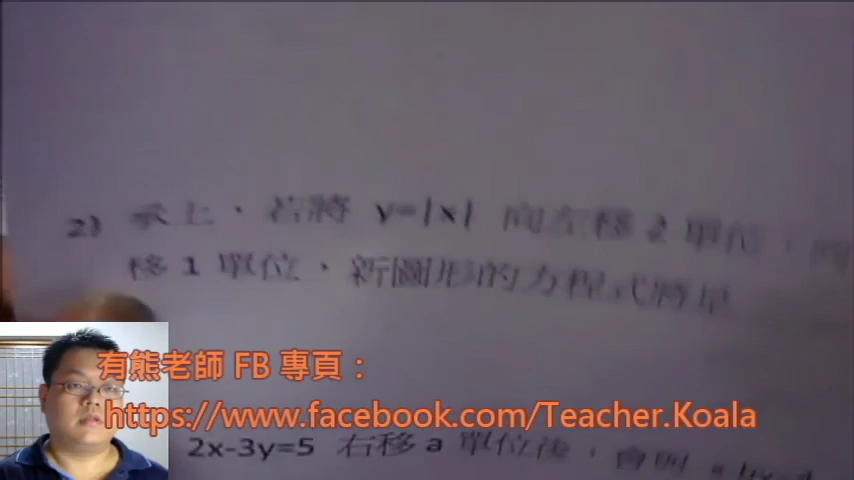 2) 承上，若將 y=|x| 向左移 2 單位，向
移 1 單位，新圖形的方程式將是
有熊老師 FB 專頁：
https://www.facebook.com/Teacher.Koala
2x-3y=5 右移 a 單位後，會與